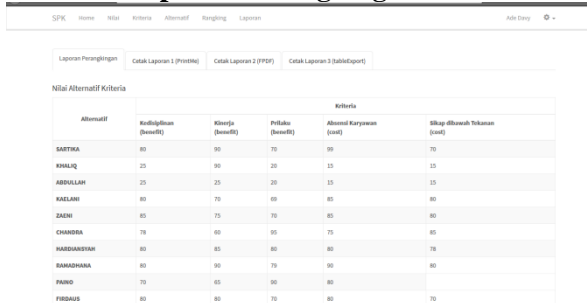 SPK Home Nilai Kriteria Alternatif Rangking Laporan Ade Davy
Laporan Perangkingan Cetak Laporan 1 (PrintMe) Cetak Laporan 2 (FPDF) Cetak Laporan 3 (tableExport)
Nilai Alternatif Kriteria
Alternatif Kriteria
Kedisiplinan (benefit) Kinerja (benefit) Prilaku (benefit) Absensi Karyawan (cost) Sikap dibawah Tekanan (cost)
SARTIKA 80 90 70 99 70
KHALIQ 25 90 20 15 15
ABDULLAH 25 25 20 15 15
KAELANI 80 70 69 85 80
ZAENI 85 75 70 85 80
CHANDRA 78 60 95 75 85
HARDIANSYAH 80 85 80 80 78
RAMADHANA 80 90 79 90 80
PAINO 70 65 90 80
FIRDAUS 80 80 70 80 70